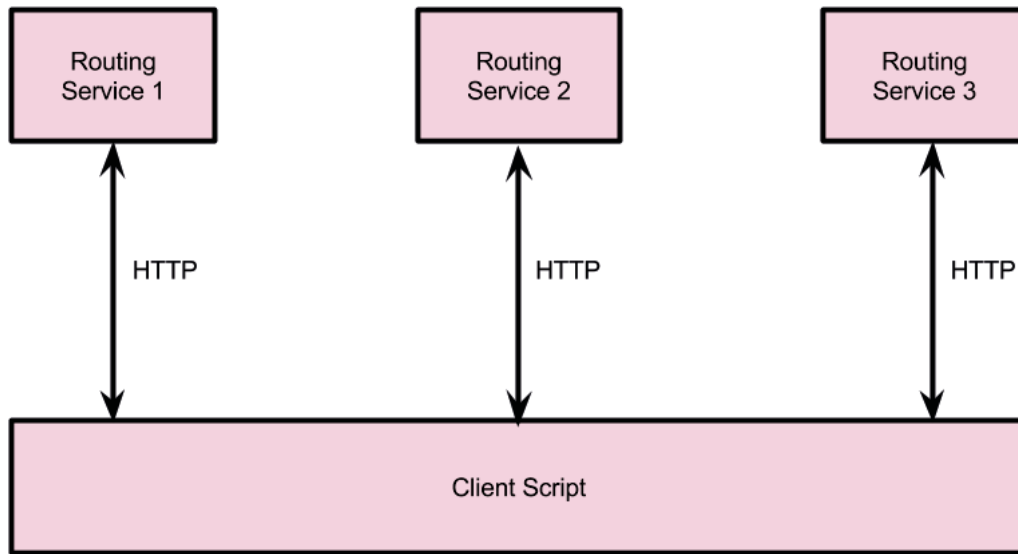 Routing
Service 1
Routing
Service 2
Routing
Service 3
HTTP
HTTP
HTTP
Client Script